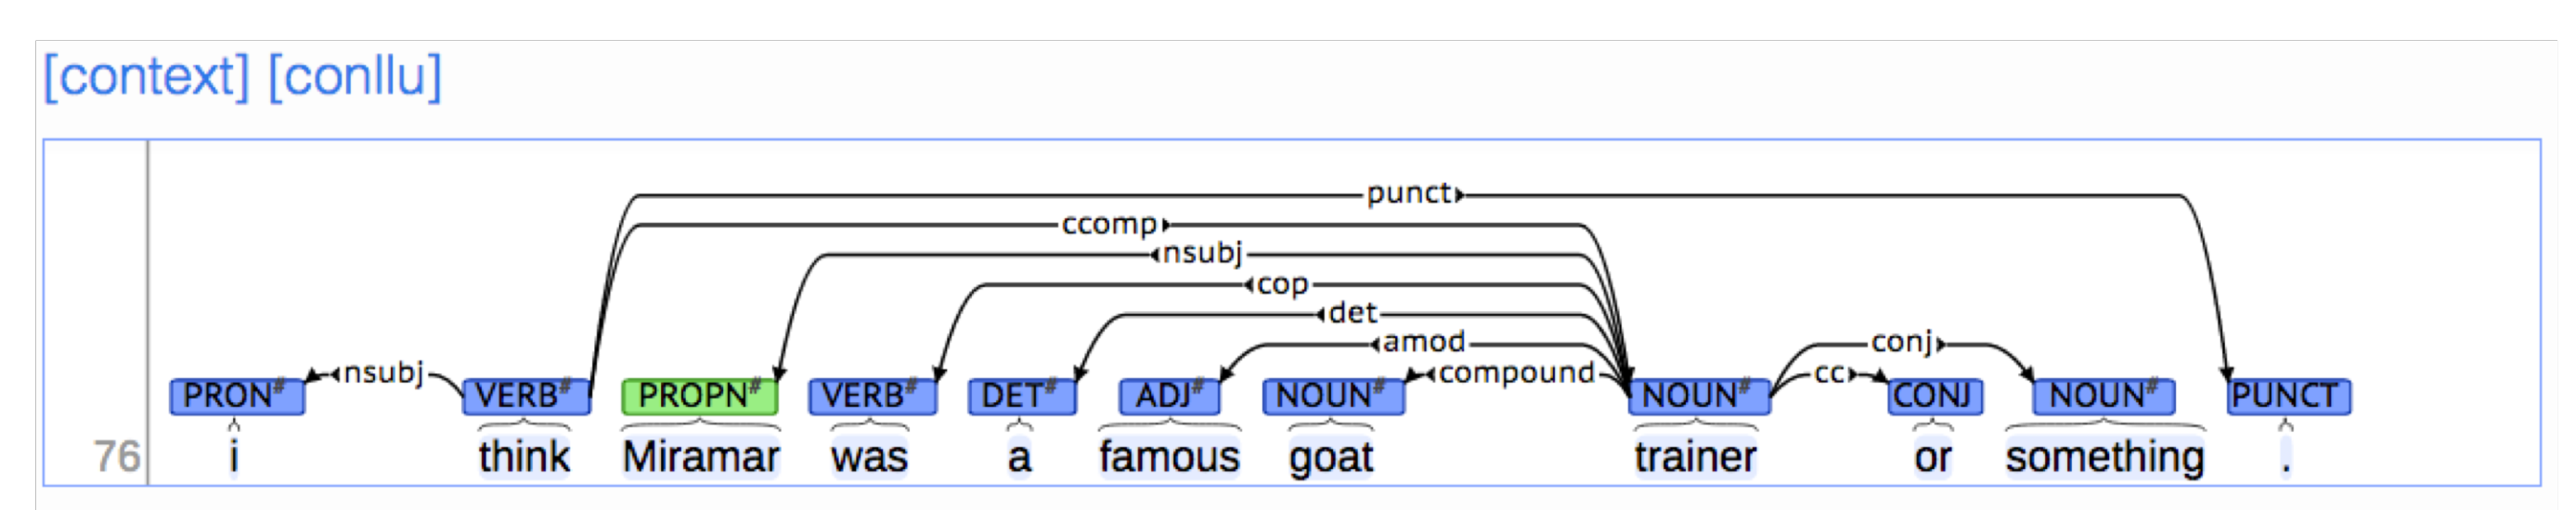 [context] [conllu]
punct
ccomp
nsubj
cop
det
amod conj
nsubj compound cc
PRON# VERB# PROPN# VERB# DET# ADJ# NOUN# NOUN# CONJ NOUN# PUNCT
76 i think Miramar was a famous goat trainer or something .